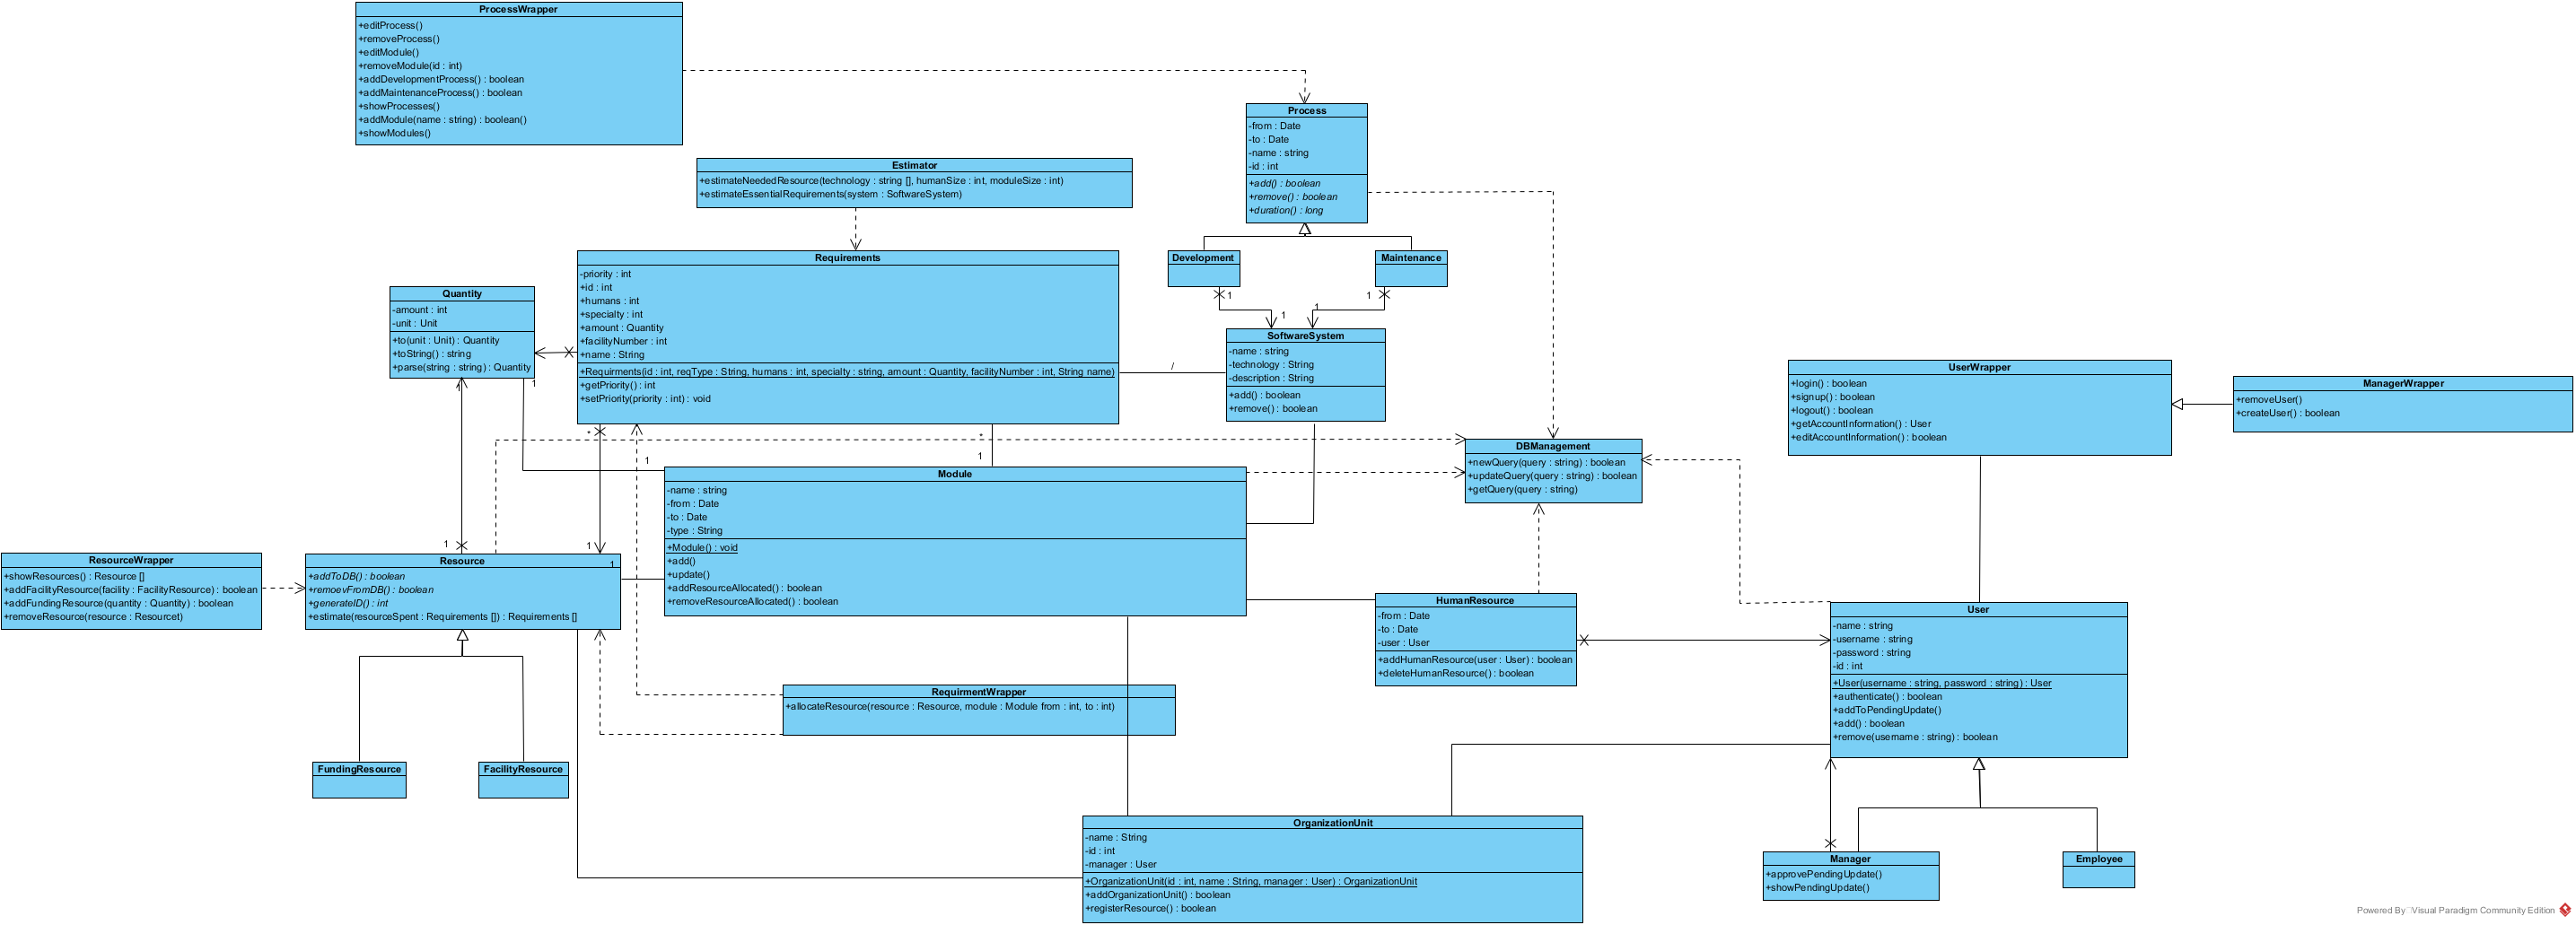 ProcessWrapper
+editProcess()
+removeProcess()
+editModule()
+removeModule(id : int)
+addDevelopmentProcess() : boolean
+addMaintenanceProcess() : boolean
+showProcesses()
+addModule(name : string) : boolean()
+showModules()
Process
-from : Date
-to : Date
-name : string
-id : int
+add() : boolean
+remove() : boolean
+duration() : long
Estimator
+estimateNeededResource(technology : string [], humanSize : int, moduleSize : int)
+estimateEssentialRequirements(system : SoftwareSystem)
Requirements
-priority : int
+id : int
+humans : int
+specialty : int
+amount : Quantity
+facilityNumber : int
+name : String
+Requirments(id : int, reqType : String, humans : int, specialty : string, amount : Quantity, facilityNumber : int, String name)
+getPriority() : int
+setPriority(priority : int) : void
Development
Maintenance
1
1
1
1
Quantity
-amount : int
-unit : Unit
+to(unit : Unit) : Quantity
+toString() : string
+parse(string : string) : Quantity
1
1
SoftwareSystem
-name : string
-technology : String
-description : String
+add() : boolean
+remove() : boolean
/
UserWrapper
+login() : boolean
+signup() : boolean
+logout() : boolean
+getAccountInformation() : User
+editAccountInformation() : boolean
ManagerWrapper
+removeUser()
+createUser() : boolean
*
*
1
1
DBManagement
+newQuery(query : string) : boolean
+updateQuery(query : string) : boolean
+getQuery(query : string)
Module
-name : string
-from : Date
-to : Date
-type : String
+Module() : void
+add()
+update()
+addResourceAllocated() : boolean
+removeResourceAllocated() : boolean
1
1
1
ResourceWrapper
+showResources() : Resource []
+addFacilityResource(facility : FacilityResource) : boolean
+addFundingResource(quantity : Quantity) : boolean
+removeResource(resource : Resourcet)
Resource
+addToDB() : boolean
+remoevFromDB() : boolean
+generateID() : int
+estimate(resourceSpent : Requirements []) : Requirements []
HumanResource
-from : Date
-to : Date
-user : User
+addHumanResource(user : User) : boolean
+deleteHumanResource() : boolean
User
-name : string
-username : string
-password : string
-id : int
+User(username : string, password : string) : User
+authenticate() : boolean
+addToPendingUpdate()
+add() : boolean
+remove(username : string) : boolean
RequirmentWrapper
+allocateResource(resource : Resource, module : Module from : int, to : int)
FundingResource
FacilityResource
OrganizationUnit
-name : String
-id : int
-manager : User
+OrganizationUnit(id : int, name : String, manager : User) : OrganizationUnit
+addOrganizationUnit() : boolean
+registerResource() : boolean
Manager
+approvePendingUpdate()
+showPendingUpdate()
Employee
Powered By Visual Paradigm Community Edition